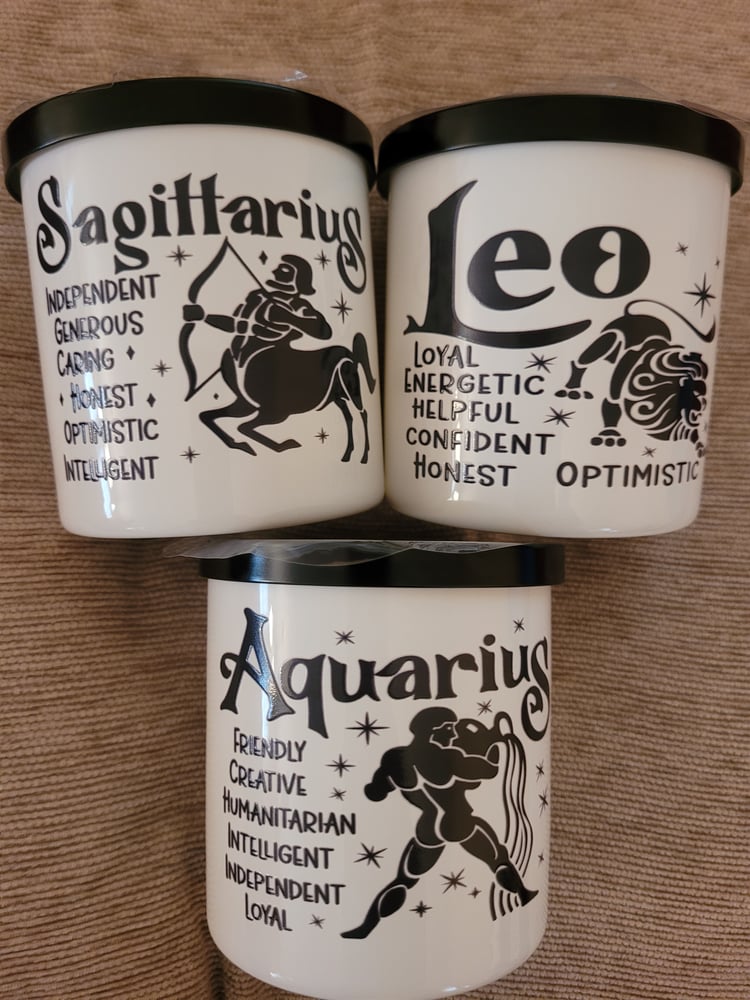 Sagittarius
INDEPENDENT
GENEROUS
CARING
HONEST
OPTIMISTIC
INTELLIGENT
Leo
LOYAL
ENERGETIC
HELPFUL
CONFIDENT
HONEST OPTIMISTIC
Aquarius
FRIENDLY
CREATIVE
HUMANITARIAN
INTELLIGENT
INDEPENDENT
LOYAL